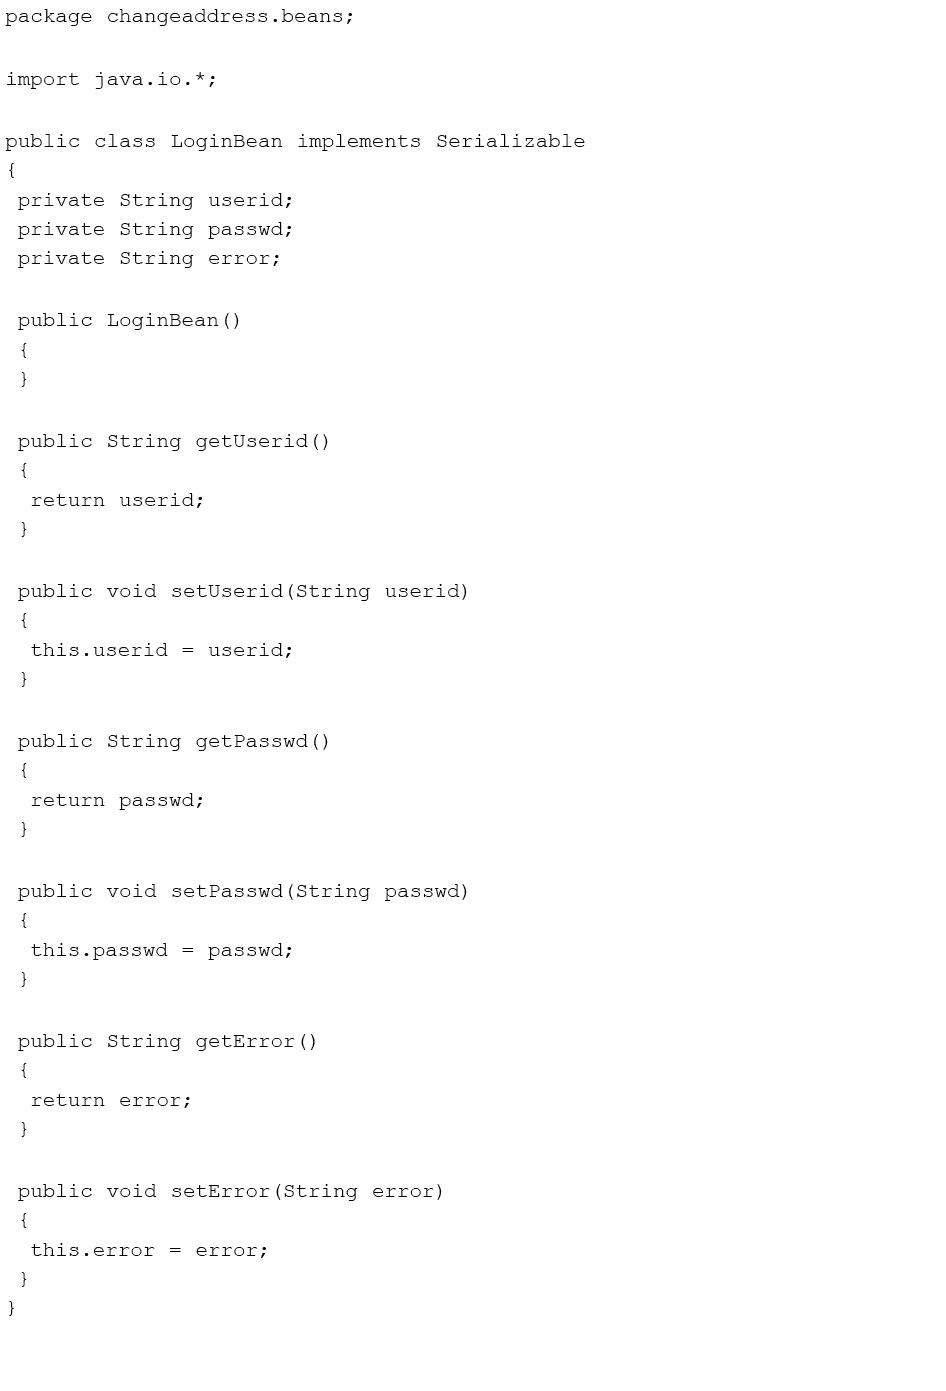 package changeaddress.beans;
import java.io.*;
public class LoginBean implements Serializable
{
private String userid;
private String passwd;
private String error;
public LoginBean()
{
}
public String getUserid()
{
return userid;
}
public void setUserid(String userid)
{
this.userid = userid;
}
public String getPasswd()
{
return passwd;
}
public void setPasswd(String passwd)
{
this.passwd = passwd;
}
public String getError()
{
return error;
}
public void setError(String error)
{
this.error = error;
}
}